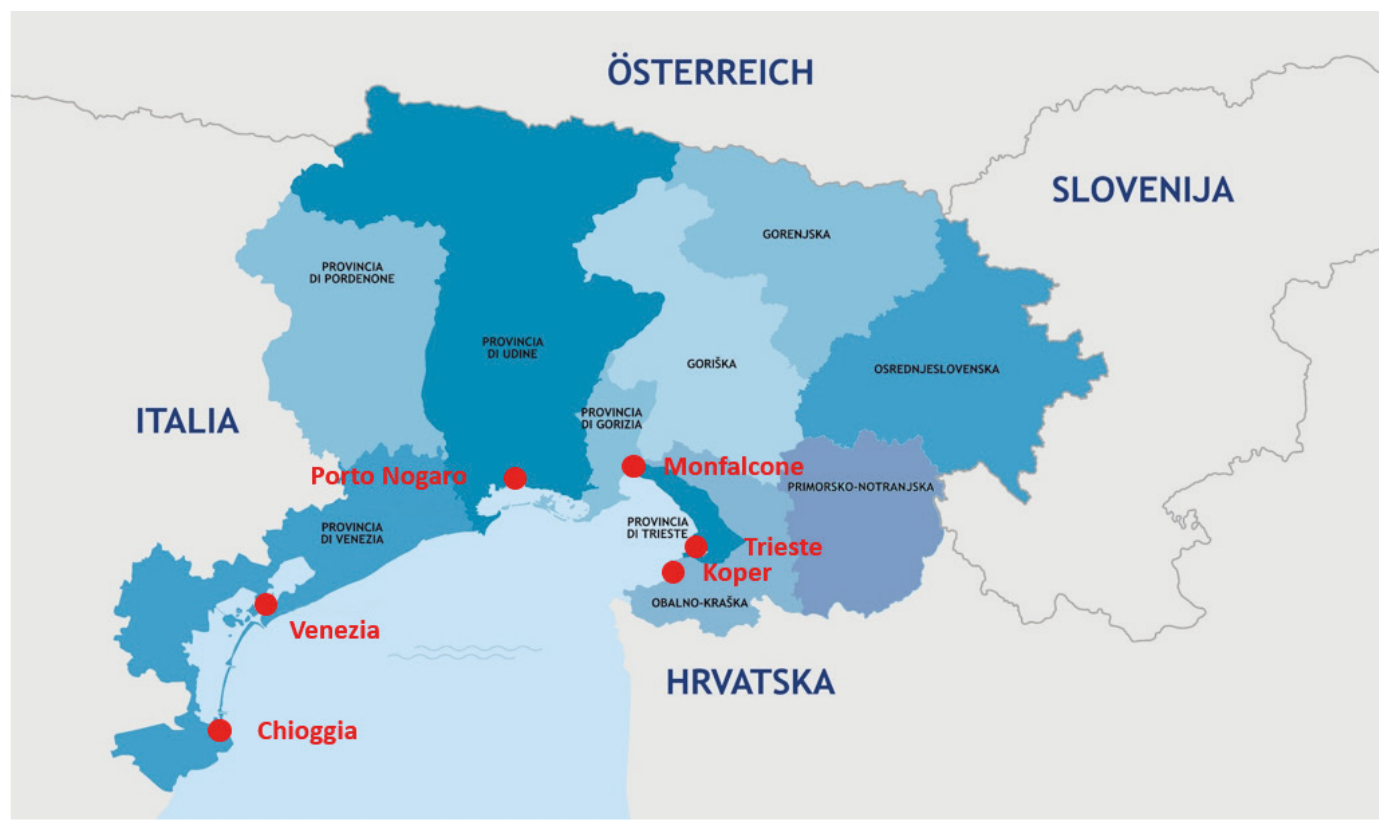 ÖSTERREICH
SLOVENIJA
GORENJSKA
PROVINCIA
DI PORDENONE
PROVINCIA
DI UDINE
GORIŠKA
OSREDNJESLOVENSKA
ITALIA
PROVINCIA
DI GORIZIA
Porto Nogaro
Monfalcone
PRIMORSKO-NOTRANJSKA
PROVINCIA
DI VENEZIA
PROVINCIA
DI TRIESTE
Trieste
Koper
OBALNO-KRAŠKA
Venezia
HRVATSKA
Chioggia